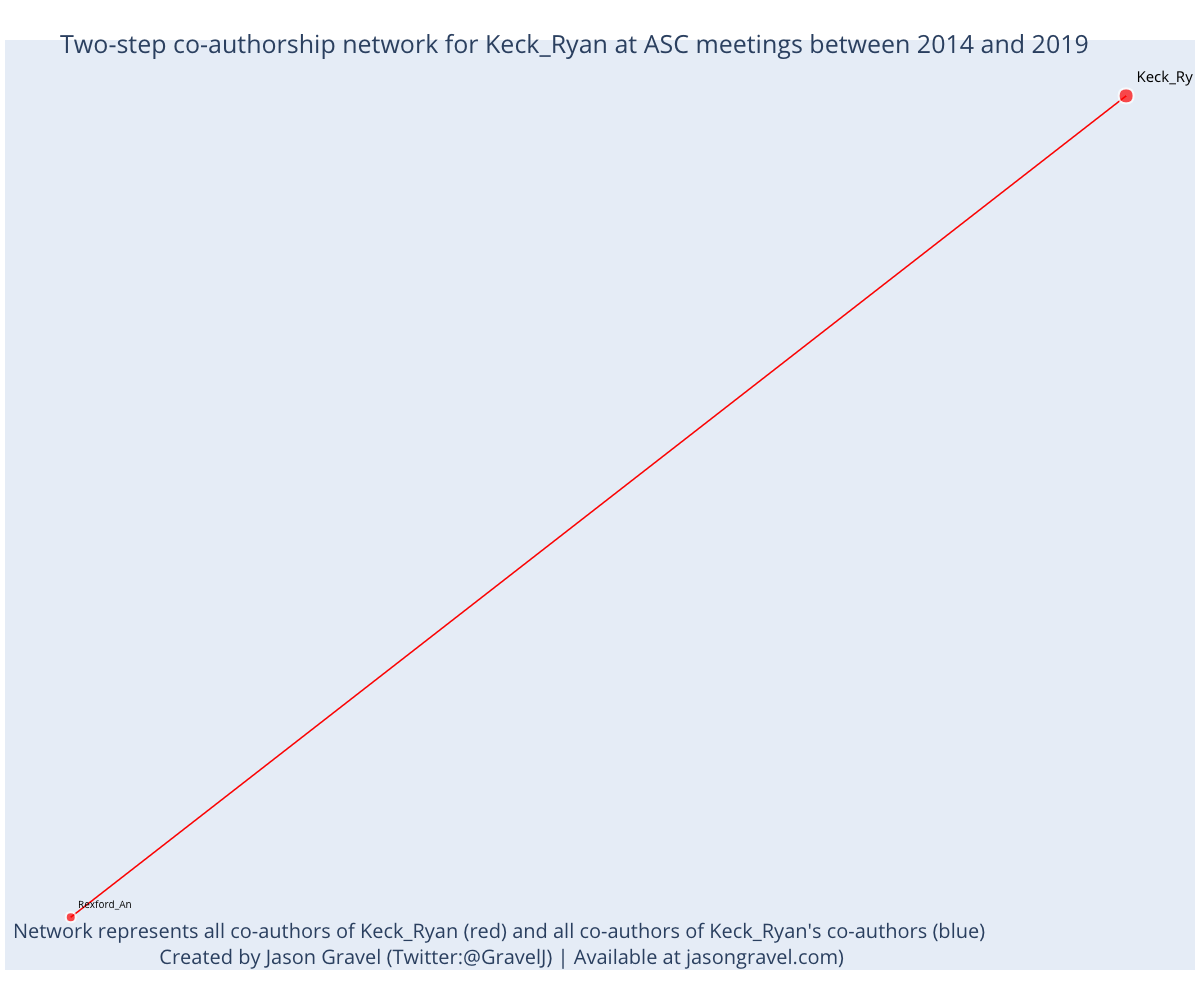 Two-step co-authorship network for Keck_Ryan at ASC meetings between 2014 and 2019
Keck_Ry
Rexford_An
Network represents all co-authors of Keck_Ryan (red) and all co-authors of Keck_Ryan's co-authors (blue)
Created by Jason Gravel (Twitter:@GravelJ) | Available at jasongravel.com)